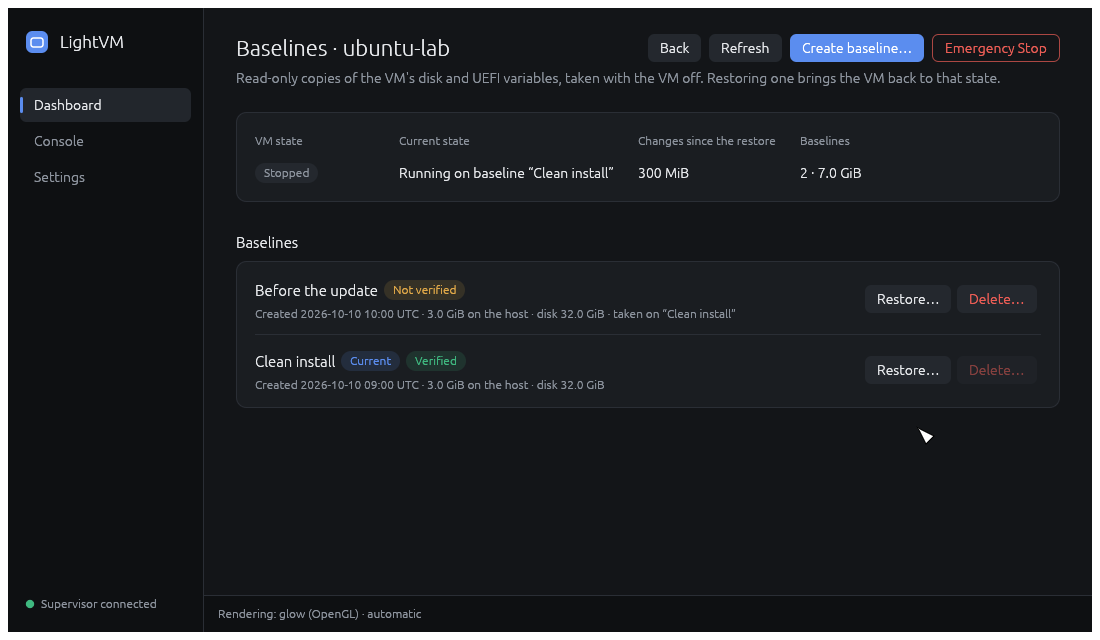 LightVM
Dashboard
Console
Settings
Supervisor connected
Baselines · ubuntu-lab
Back
Refresh
Create baseline…
Emergency Stop
Read-only copies of the VM's disk and UEFI variables, taken with the VM off. Restoring one brings the VM back to that state.
VM state
Current state
Changes since the restore
Baselines
Stopped
Running on baseline “Clean install”
300 MiB
2 · 7.0 GiB
Baselines
Before the update
Not verified
Created 2026-10-10 10:00 UTC · 3.0 GiB on the host · disk 32.0 GiB · taken on “Clean install”
Restore…
Delete…
Clean install
Current
Verified
Created 2026-10-10 09:00 UTC · 3.0 GiB on the host · disk 32.0 GiB
Restore…
Delete…
Rendering: glow (OpenGL) · automatic